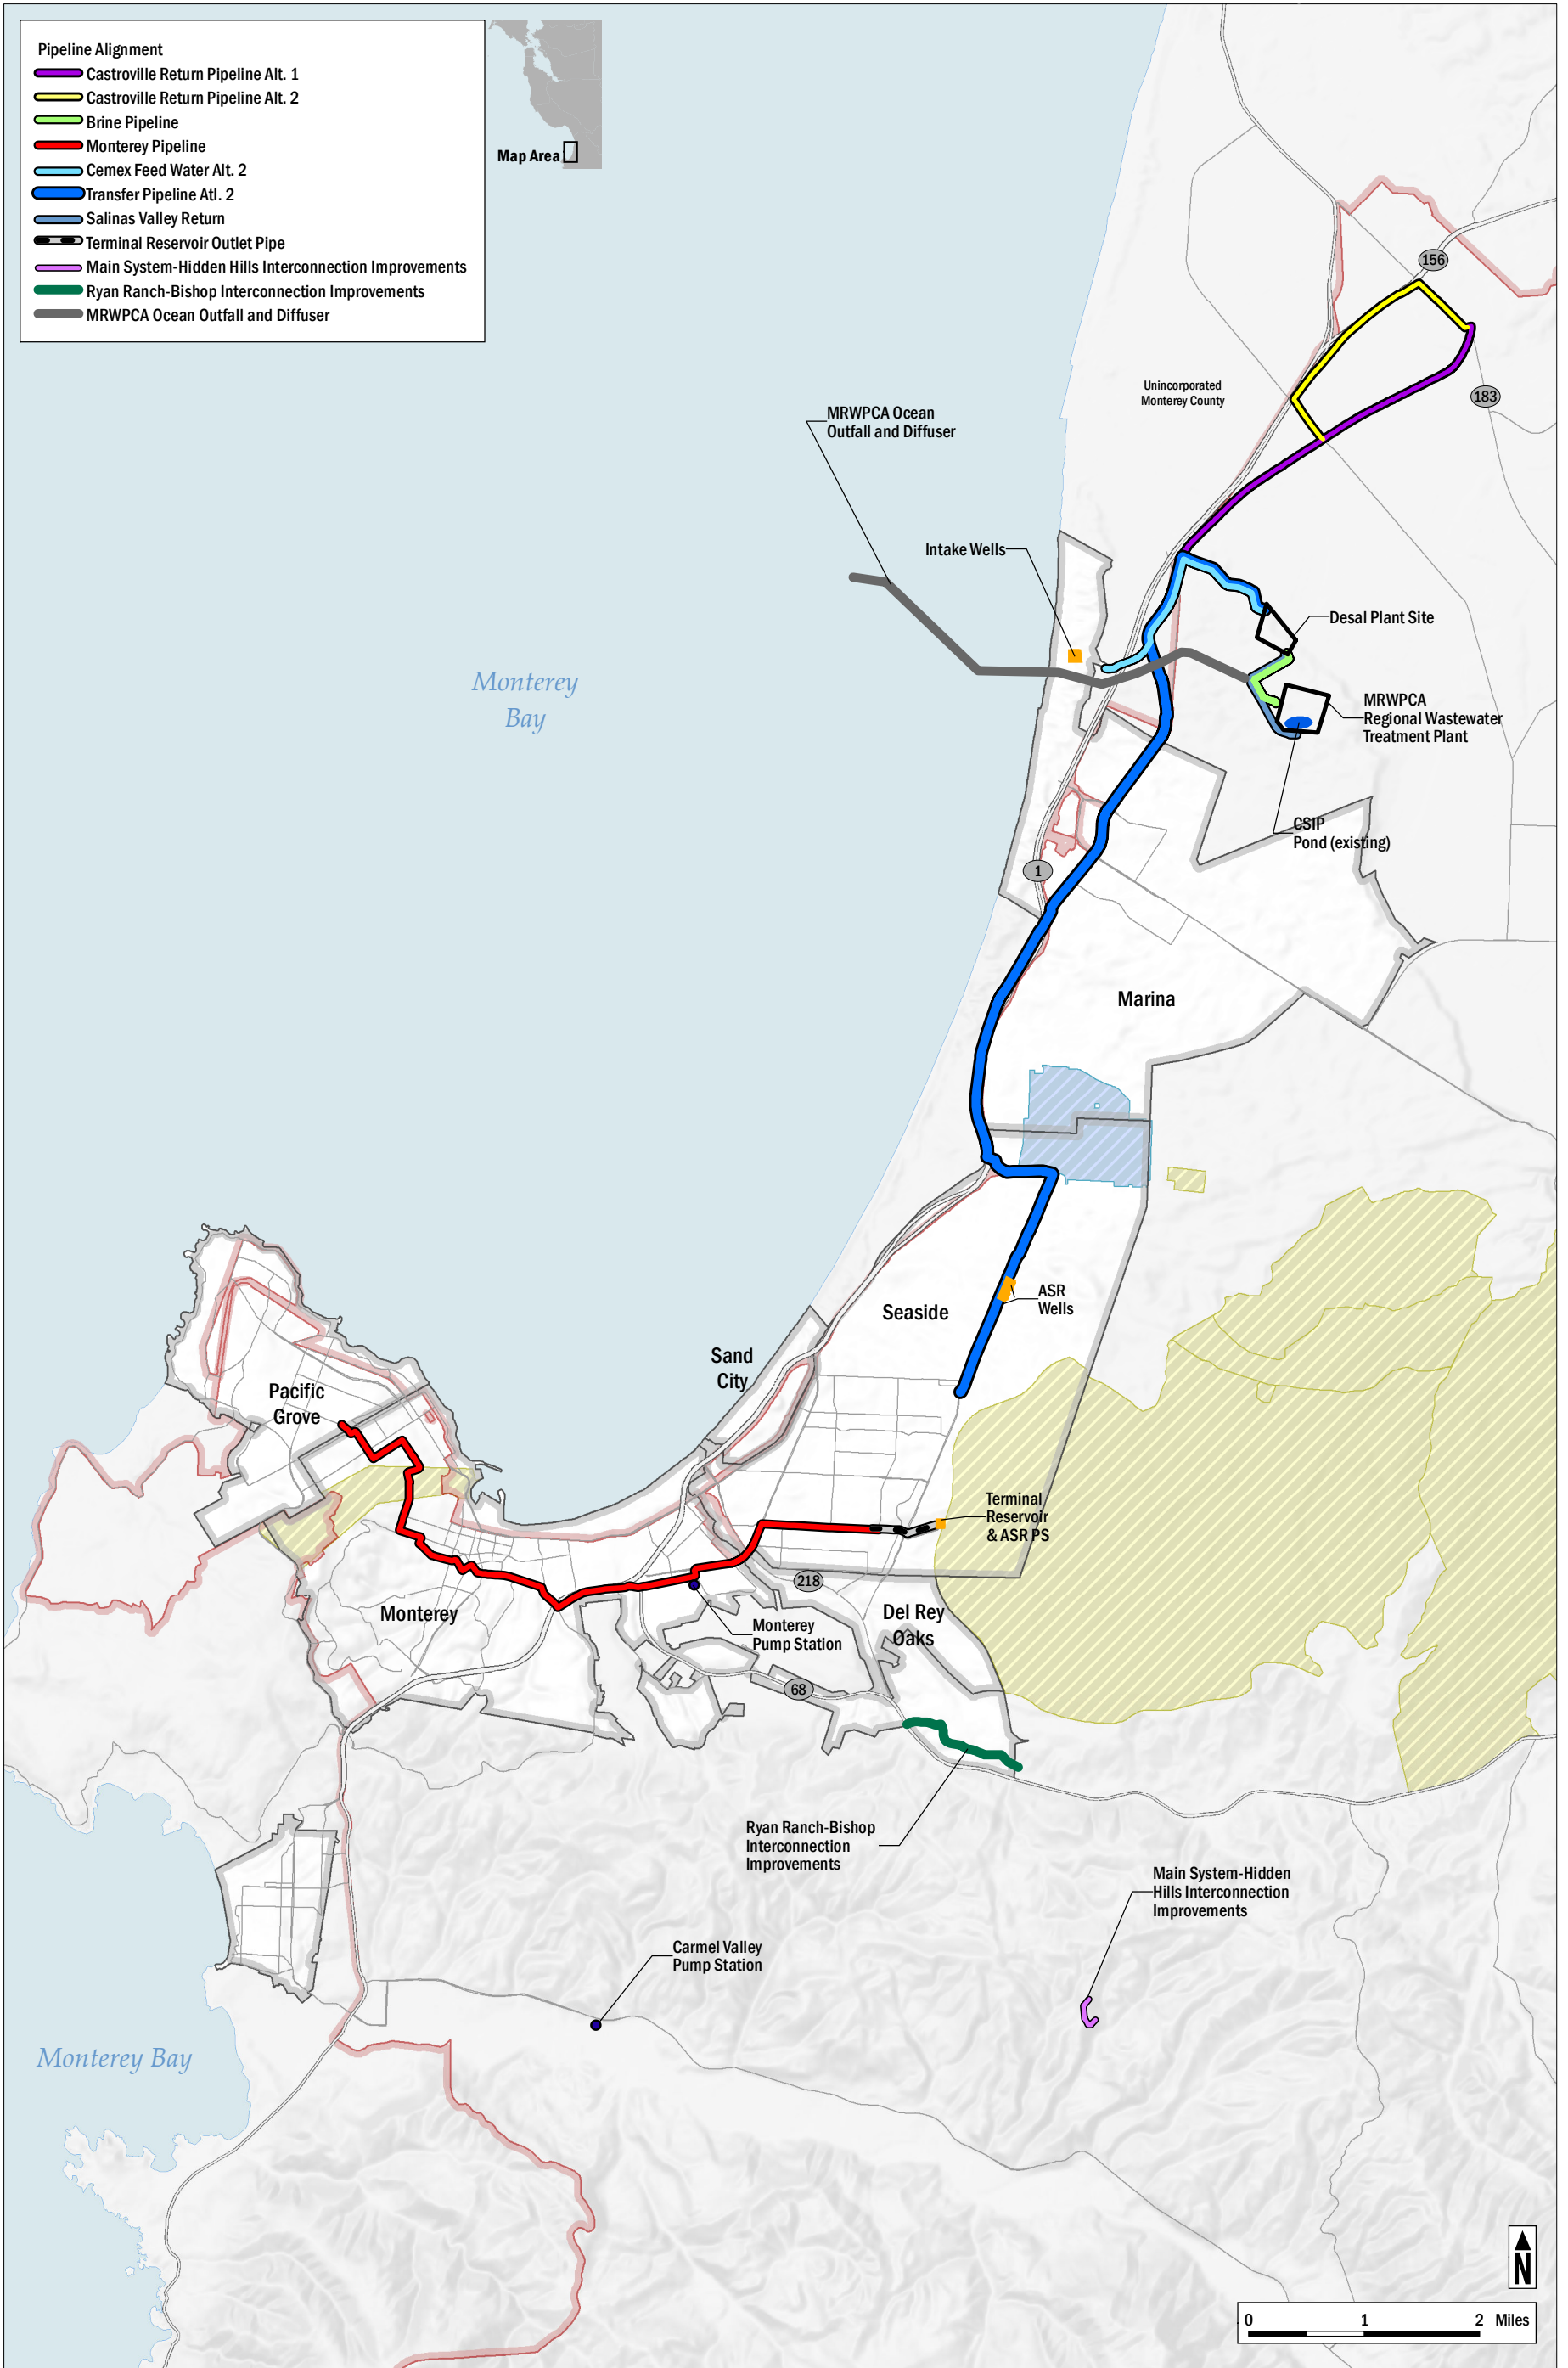 Pipeline Alignment
Castroville Return Pipeline Alt. 1
Castroville Return Pipeline Alt. 2
Brine Pipeline
Monterey Pipeline
Cemex Feed Water Alt. 2
Transfer Pipeline Atl. 2
Salinas Valley Return
Terminal Reservoir Outlet Pipe
Main System-Hidden Hills Interconnection Improvements
Ryan Ranch-Bishop Interconnection Improvements
MRWPCA Ocean Outfall and Diffuser
Map Area
156
Unincorporated
Monterey County
183
MRWPCA Ocean
Outfall and Diffuser
Intake Wells
Desal Plant Site
Monterey
Bay
MRWPCA
Regional Wastewater
Treatment Plant
CSIP
Pond (existing)
1
Marina
ASR
Wells
Seaside
Sand
City
Pacific
Grove
Terminal
Reservoir
& ASR PS
218
Monterey
Del Rey
Oaks
Monterey
Pump Station
68
Ryan Ranch-Bishop
Interconnection
Improvements
Main System-Hidden
Hills Interconnection
Improvements
Carmel Valley
Pump Station
Monterey Bay
N
0 1 2 Miles